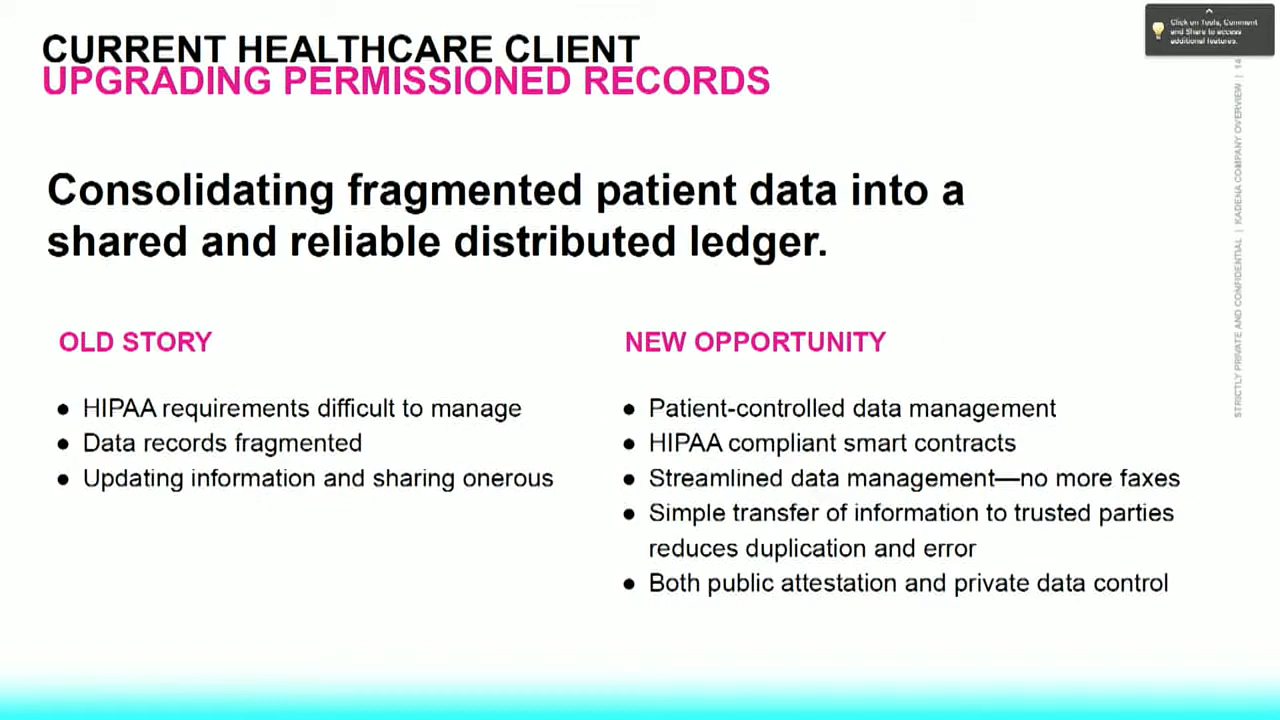 CURRENT HEALTHCARE CLIENT
UPGRADING PERMISSIONED RECORDS
Consolidating fragmented patient data into a
shared and reliable distributed ledger.
OLD STORY
● HIPAA requirements difficult to manage
● Data records fragmented
● Updating information and sharing onerous
NEW OPPORTUNITY
● Patient-controlled data management
● HIPAA compliant smart contracts
● Streamlined data management—no more faxes
● Simple transfer of information to trusted parties
reduces duplication and error
● Both public attestation and private data control
Click on Tools, Comment
and Share to access
additional features.
STRICTLY PRIVATE AND CONFIDENTIAL | KADENA COMPANY OVERVIEW | 14